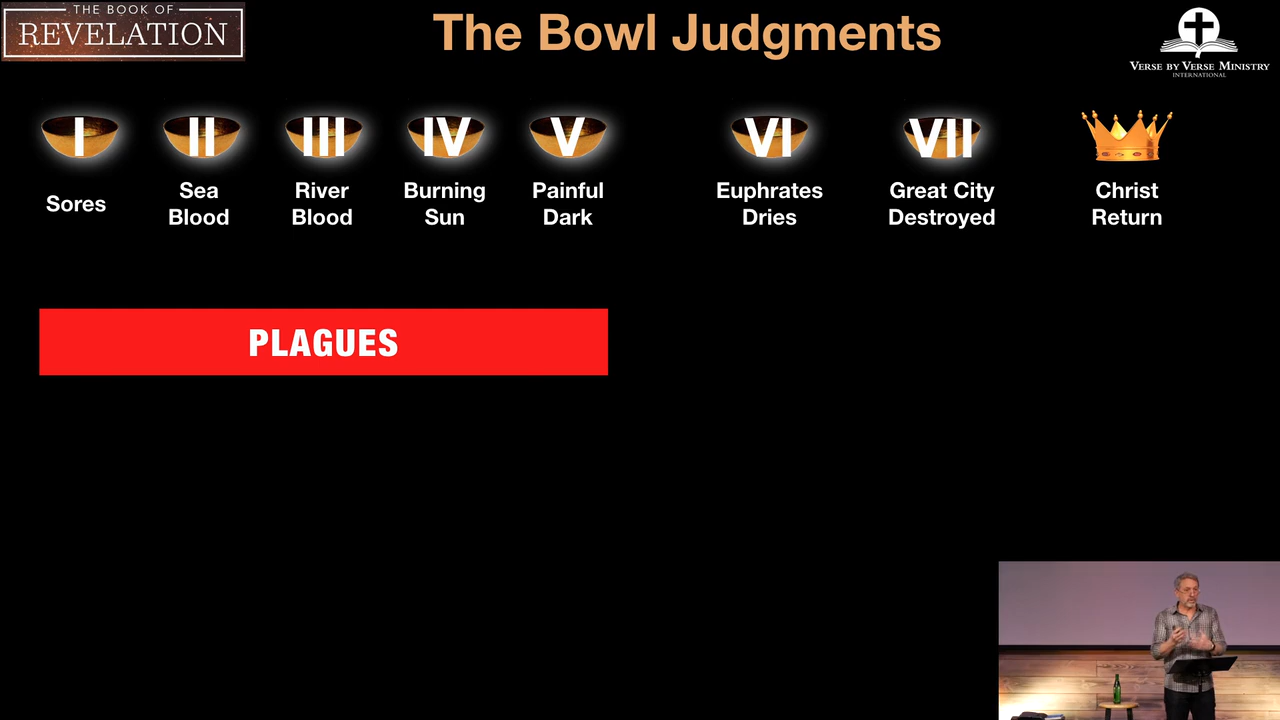 THE BOOK OF
REVELATION
The Bowl Judgments
VERSE BY VERSE MINISTRY
INTERNATIONAL
I
II
III
IV
V
VI
VII
Sores
Sea
Blood
River
Blood
Burning
Sun
Painful
Dark
Euphrates
Dries
Great City
Destroyed
Christ
Return
PLAGUES